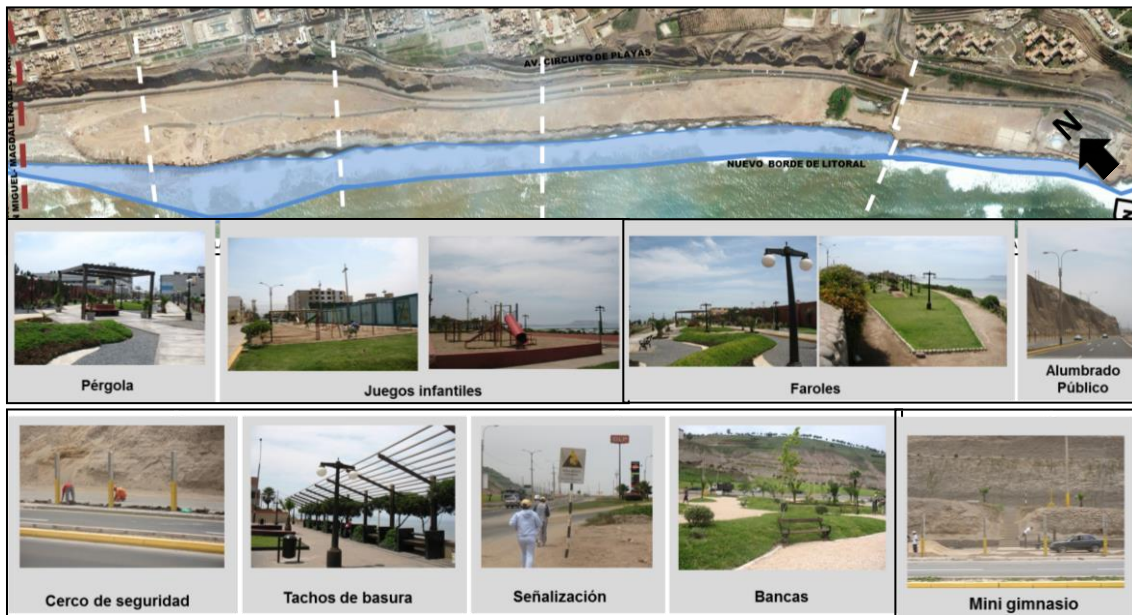 AV. CIRCUITO DE PLAYAS
MAGDALENA
NUEVO BORDE DE LITORAL
N
N
Pérgola
Juegos infantiles
Faroles
Alumbrado
Público
Cerco de seguridad
Tachos de basura
Señalización
Bancas
Mini gimnasio